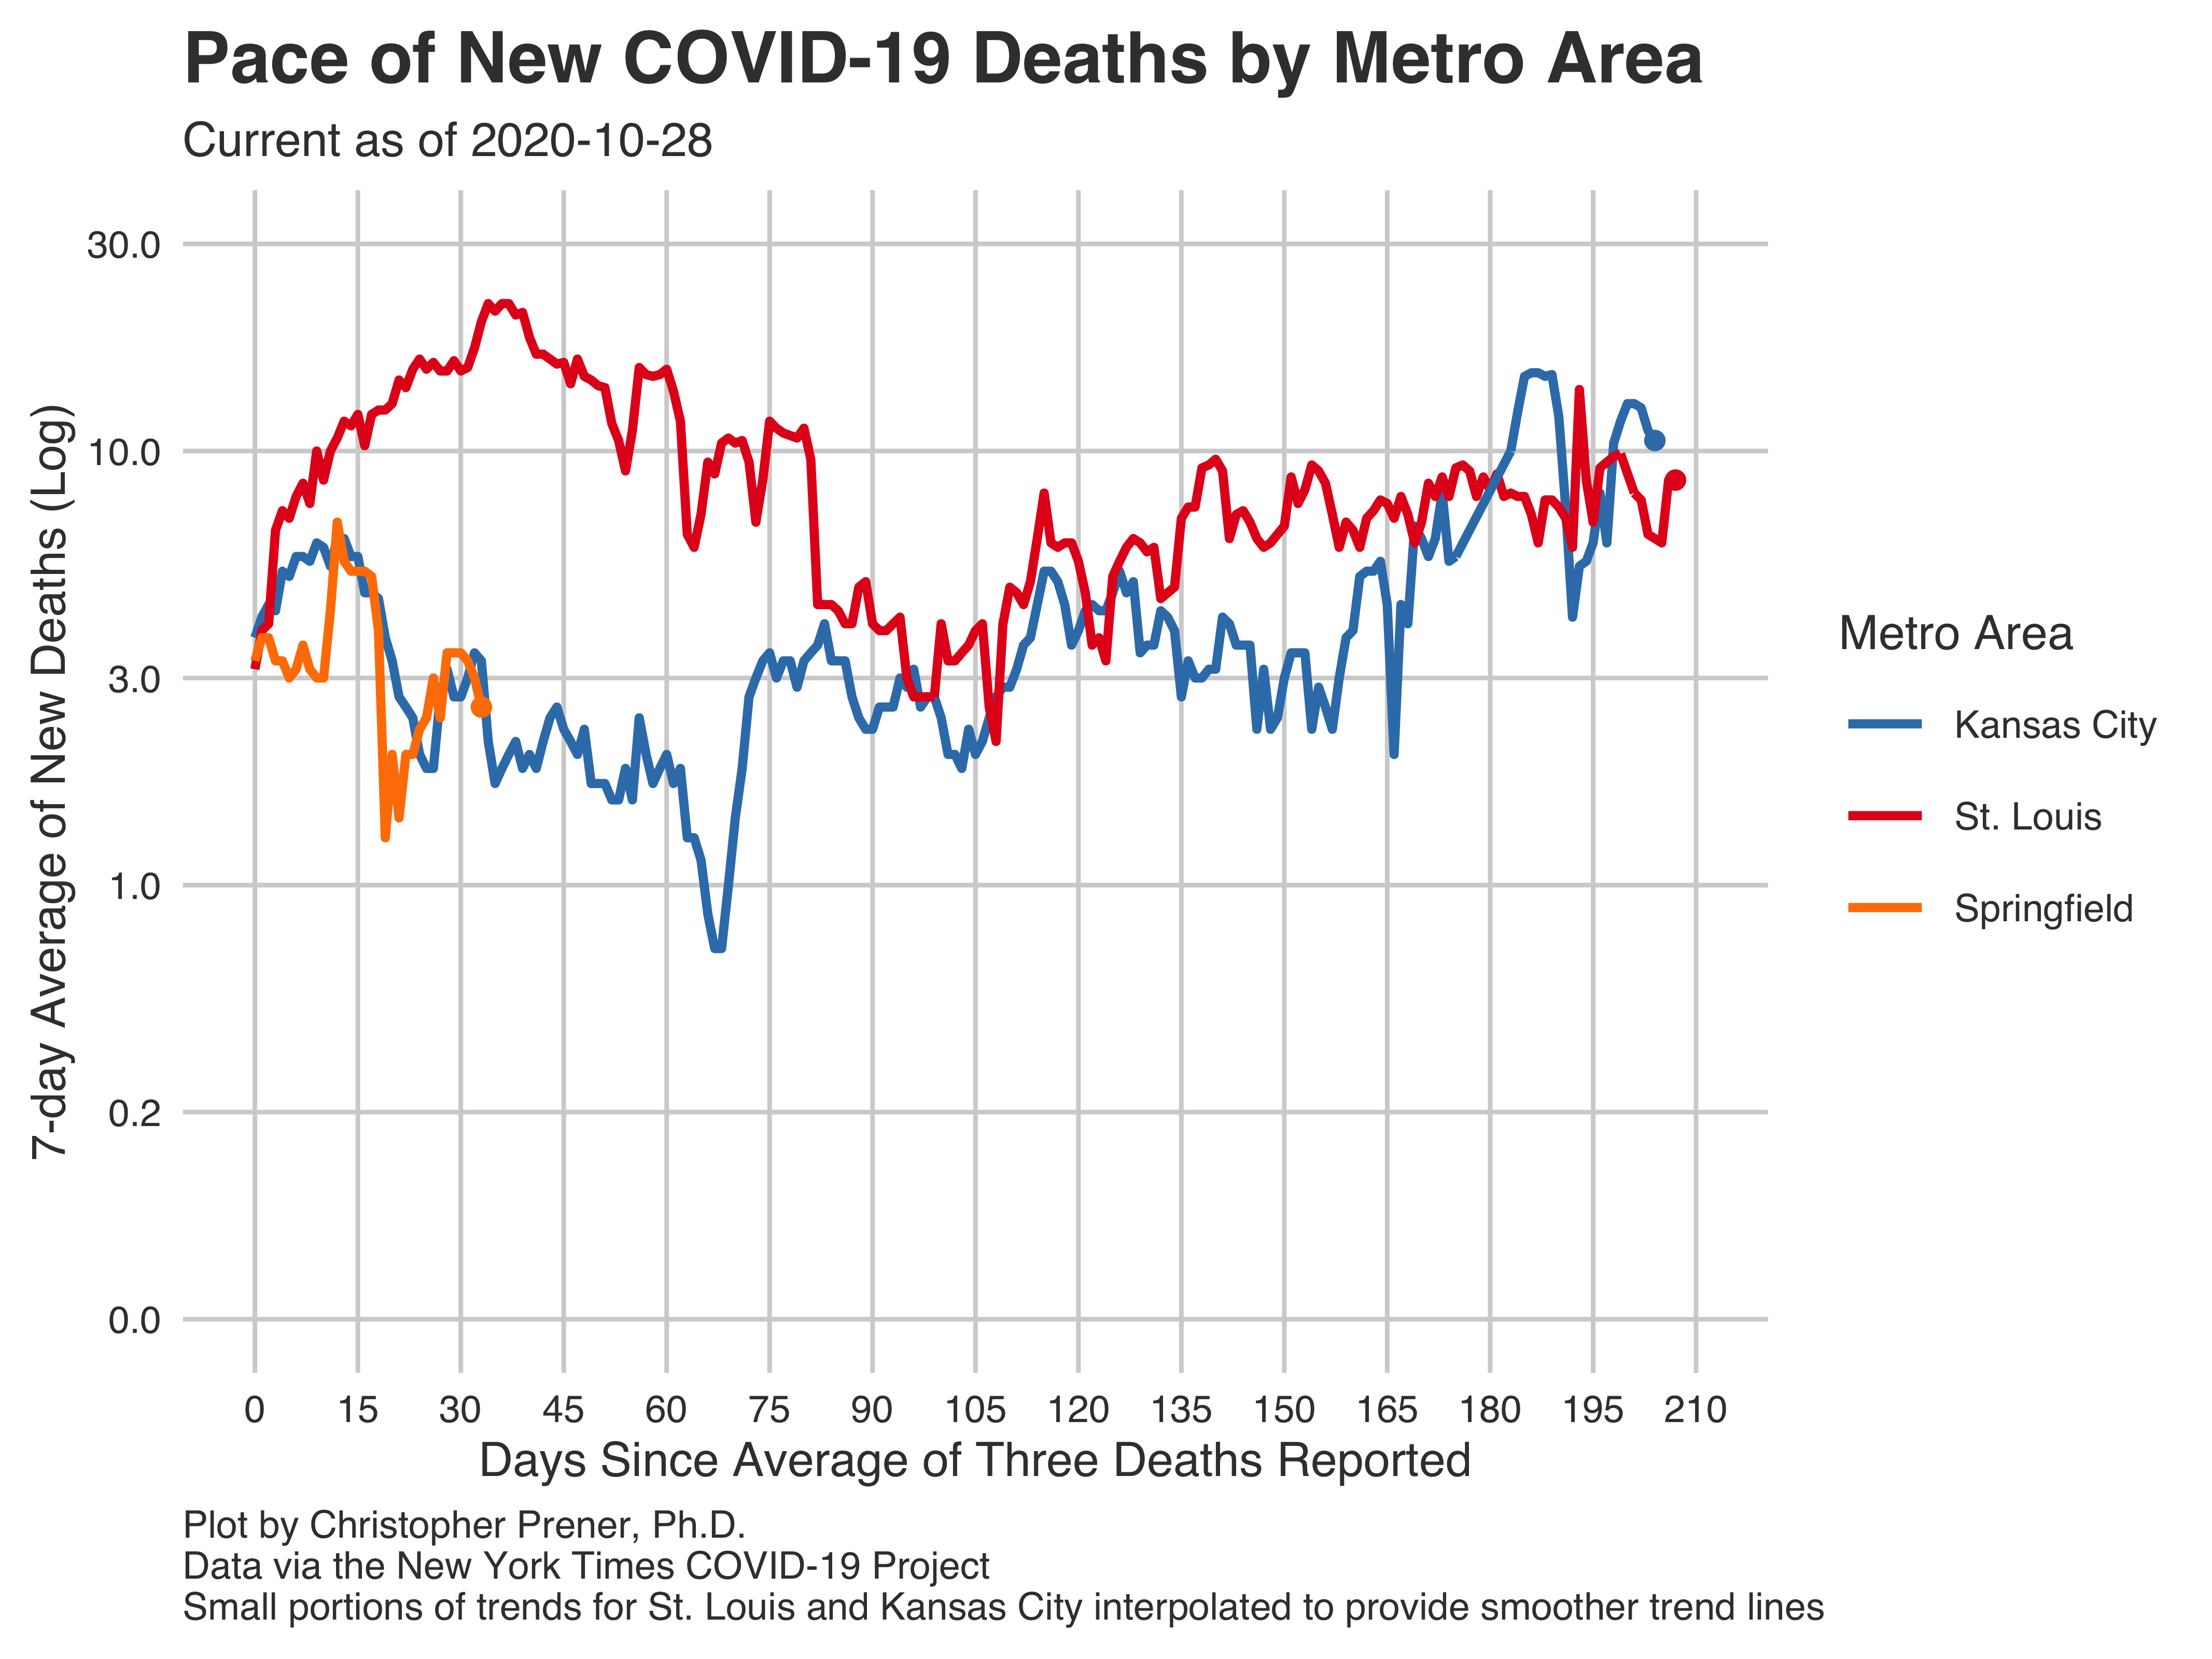 Pace of New COVID-19 Deaths by Metro Area
Current as of 2020-10-28
7-day Average of New Deaths (Log)
30.0
10.0
3.0
1.0
0.2
0.0
0 15 30 45 60 75 90 105 120 135 150 165 180 195 210
Days Since Average of Three Deaths Reported
Metro Area
Kansas City
St. Louis
Springfield
Plot by Christopher Prener, Ph.D.
Data via the New York Times COVID-19 Project
Small portions of trends for St. Louis and Kansas City interpolated to provide smoother trend lines